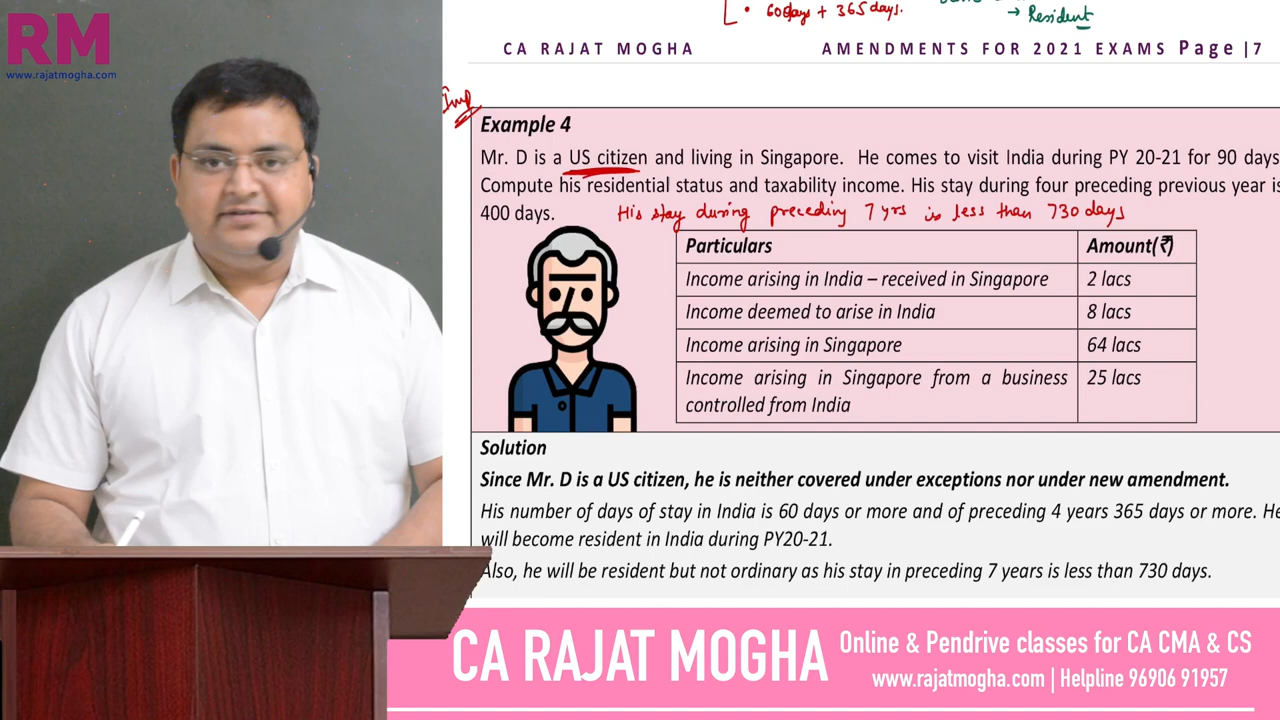 RM
www.rajatmogha.com
60days + 365 days.
→ Resident
CA RAJAT MOGHA AMENDMENTS FOR 2021 EXAMS Page |7
Imp
Example 4
Mr. D is a US citizen and living in Singapore. He comes to visit India during PY 20-21 for 90 days
Compute his residential status and taxability income. His stay during four preceding previous year is
400 days. His stay during preceding 7 yrs is less than 730 days
Particulars Amount(₹)
Income arising in India – received in Singapore 2 lacs
Income deemed to arise in India 8 lacs
Income arising in Singapore 64 lacs
Income arising in Singapore from a business 25 lacs
controlled from India
Solution
Since Mr. D is a US citizen, he is neither covered under exceptions nor under new amendment.
His number of days of stay in India is 60 days or more and of preceding 4 years 365 days or more. He
will become resident in India during PY20-21.
Also, he will be resident but not ordinary as his stay in preceding 7 years is less than 730 days.
CA RAJAT MOGHA
Online & Pendrive classes for CA CMA & CS
www.rajatmogha.com | Helpline 96906 91957